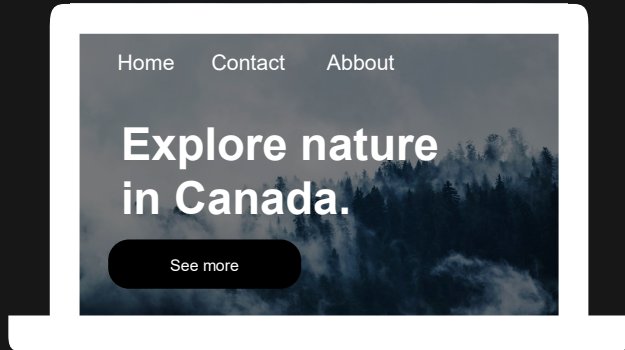 Home Contact Abbout
Explore nature
in Canada.
See more